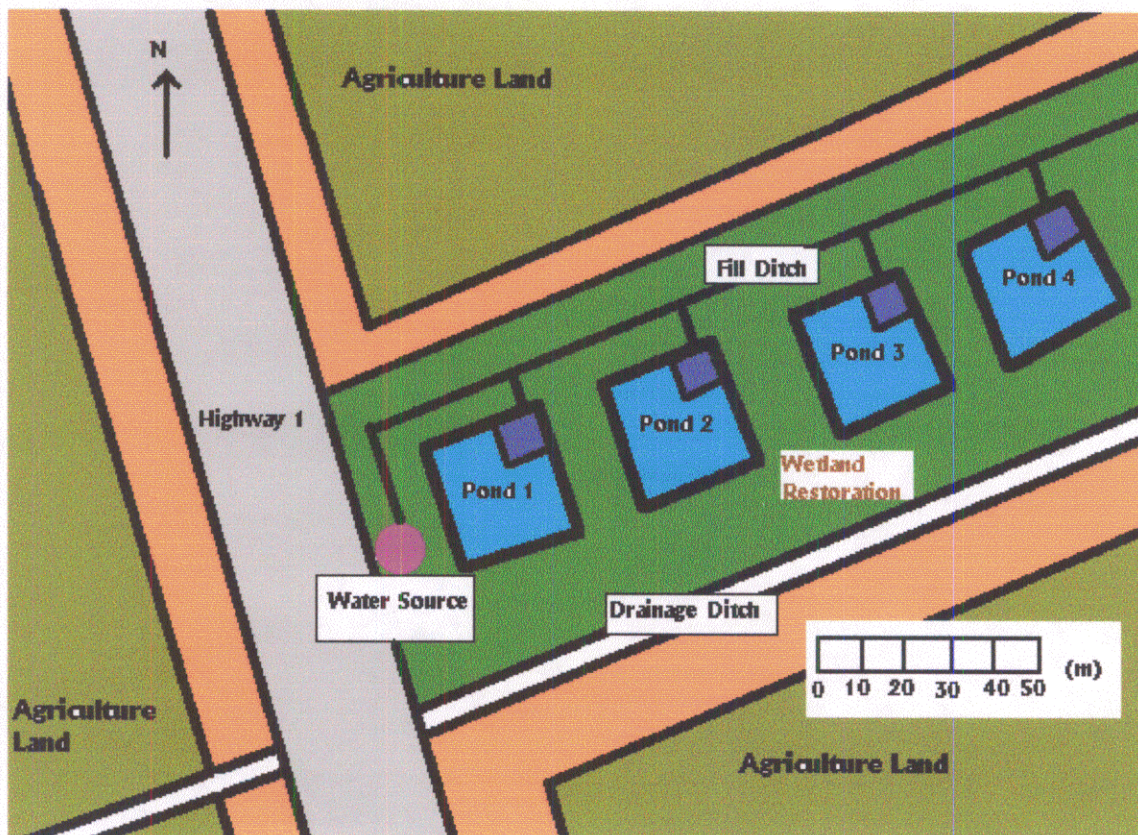 N
Agriculture Land
Fill Ditch
Pond 4
Pond 3
Highway 1
Pond 2
Wetland
Restoration
Pond 1
Water Source
Drainage Ditch
0 10 20 30 40 50 (m)
Agriculture
Land
Agriculture Land